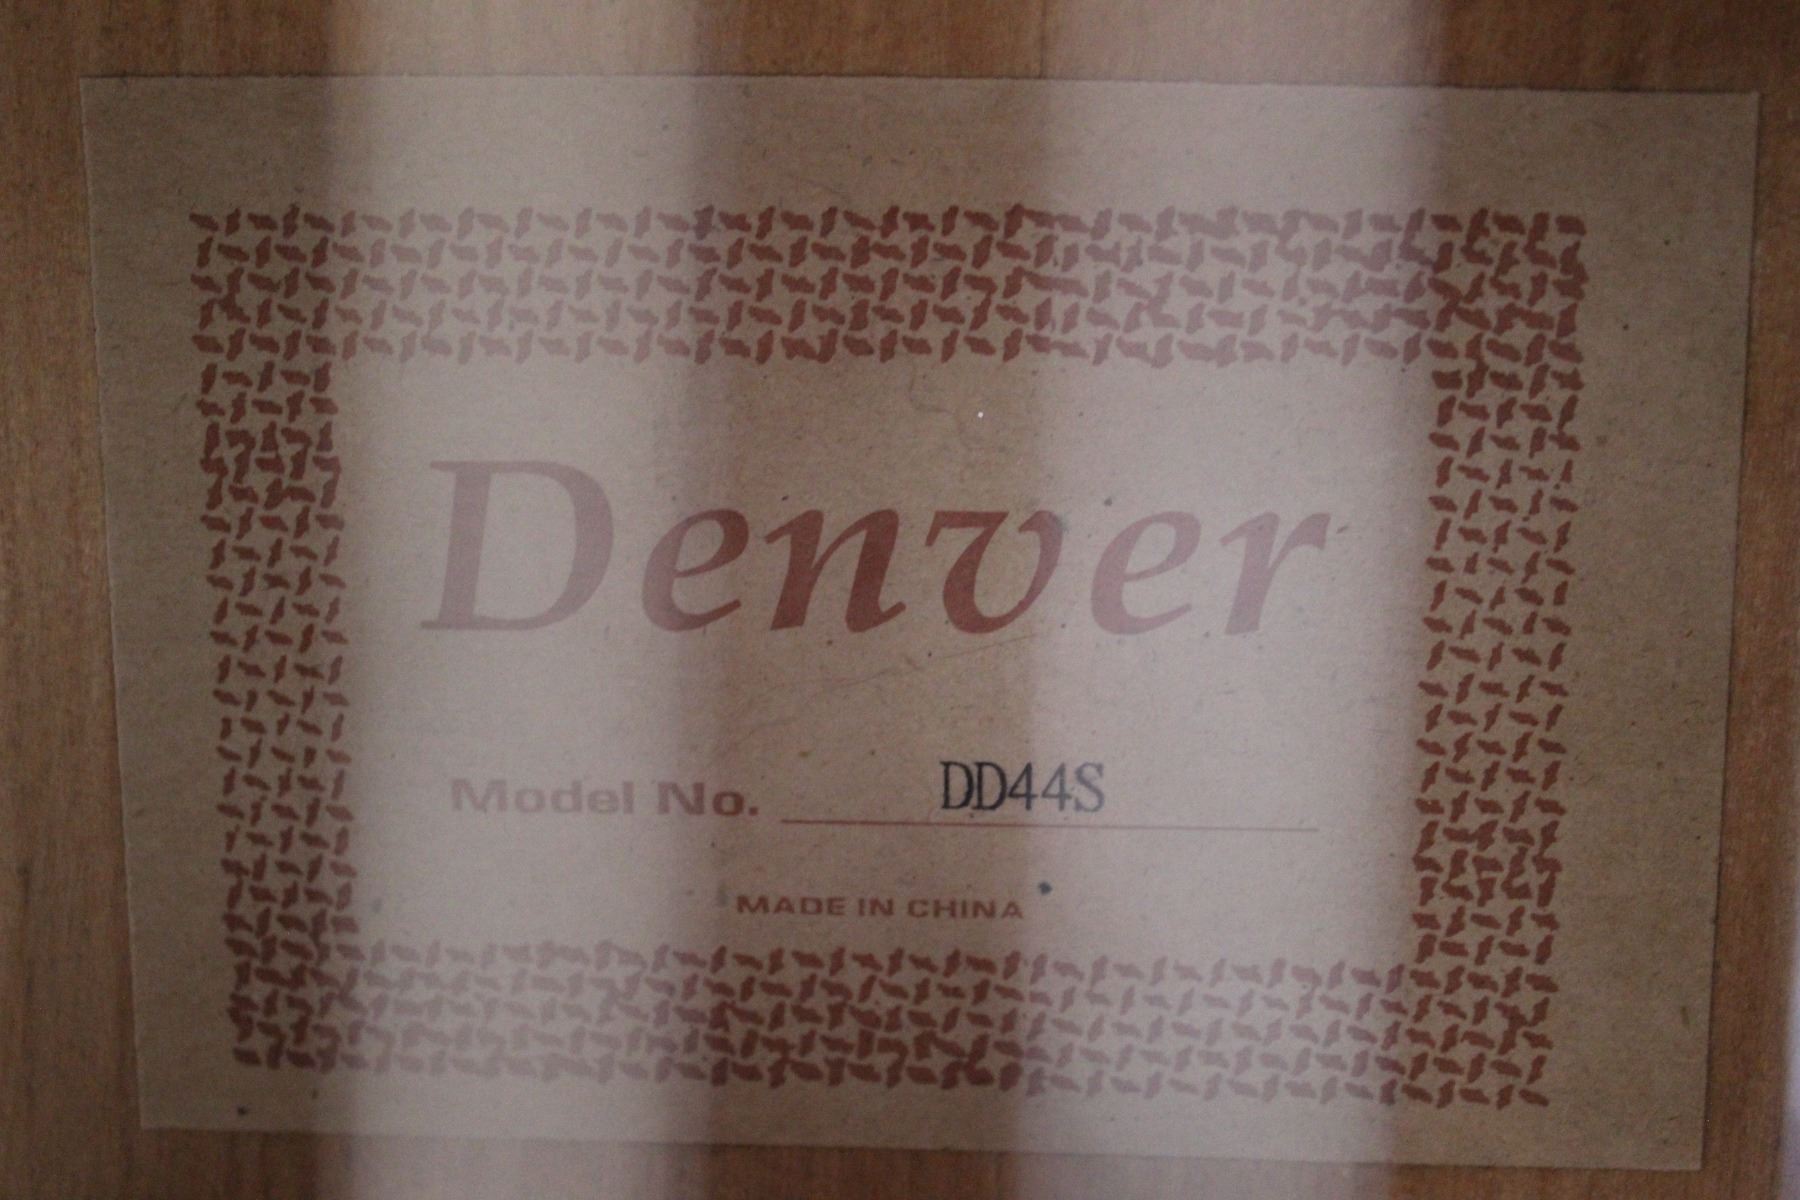 Denver
Model No. DD44S
MADE IN CHINA